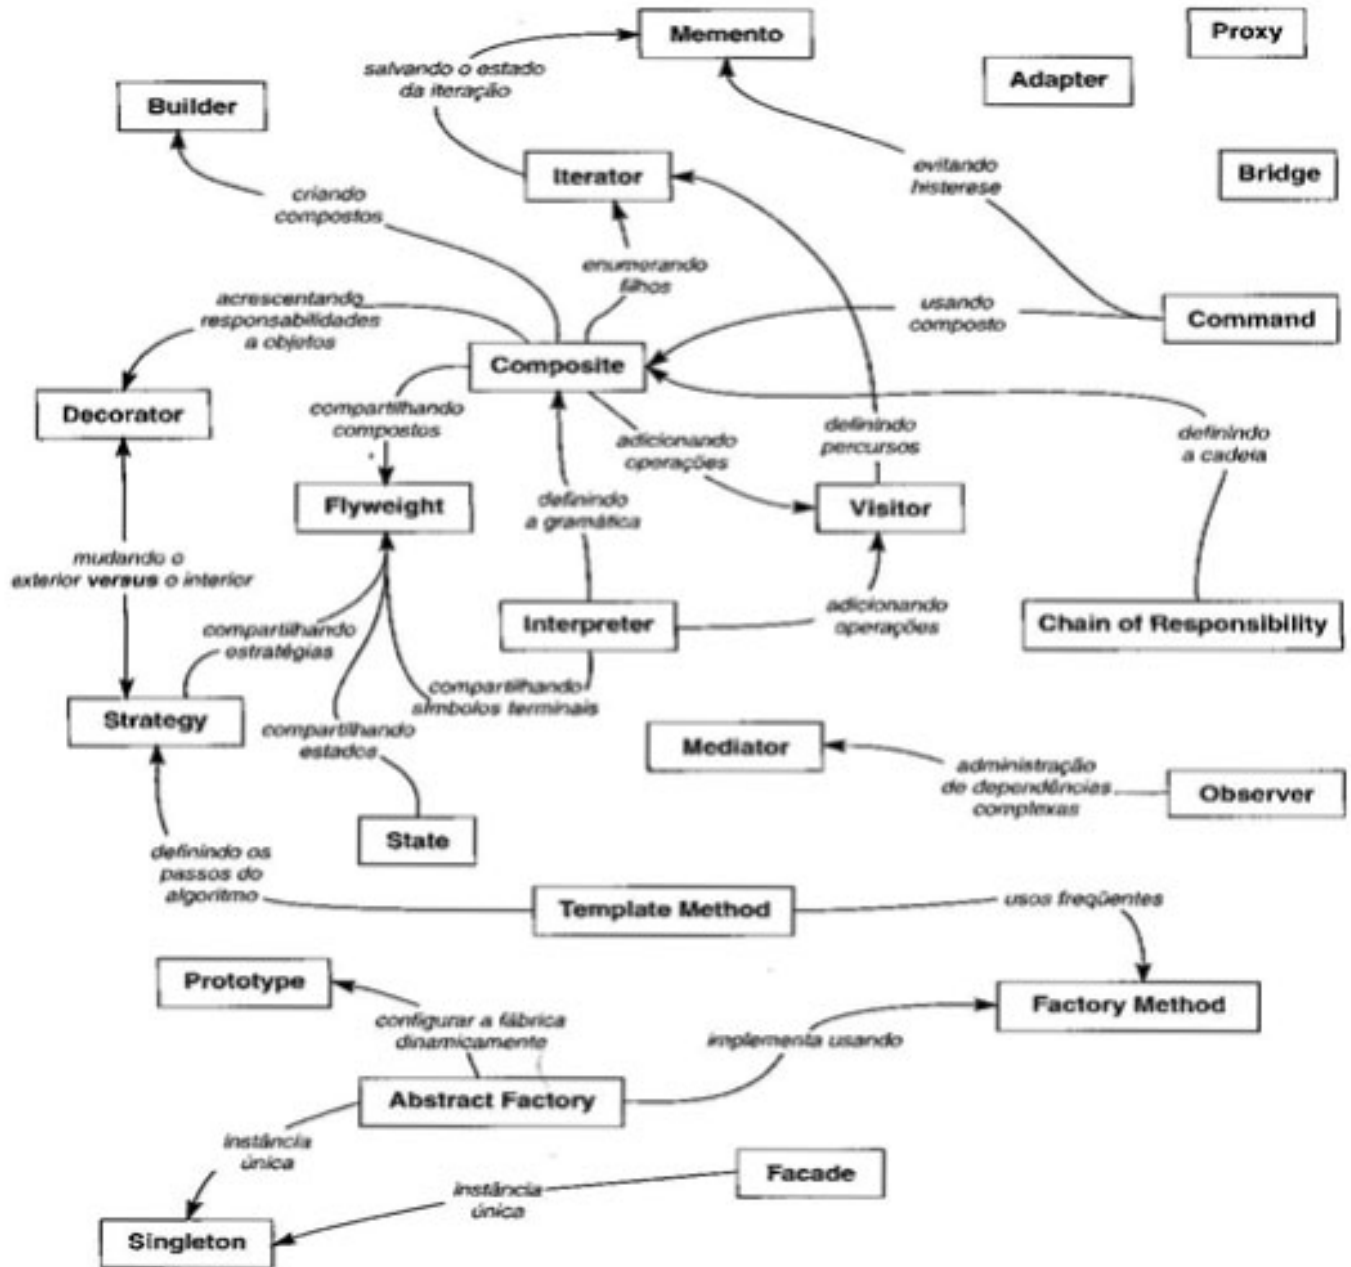 Memento
Proxy
Adapter
salvando o estado
da iteração
Builder
Iterator
evitando
histerese
Bridge
criando
compostos
enumerando
filhos
acrescentando
responsabilidades
a objetos
usando
composto
Command
Composite
Decorator
compartilhando
compostos
adicionando
operações
definindo
percursos
definindo
a cadeia
Flyweight
definindo
a gramática
Visitor
mudando o
exterior versus o interior
compartilhando
estratégias
Interpreter
adicionando
operações
Chain of Responsibility
compartilhando
símbolos terminais
Strategy
compartilhando
estados
Mediator
administração
de dependências
complexas
Observer
State
definindo os
passos do
algoritmo
Template Method
usos freqüentes
Prototype
configurar a fábrica
dinamicamente
implementa usando
Factory Method
Abstract Factory
instância
única
Facade
instância
única
Singleton